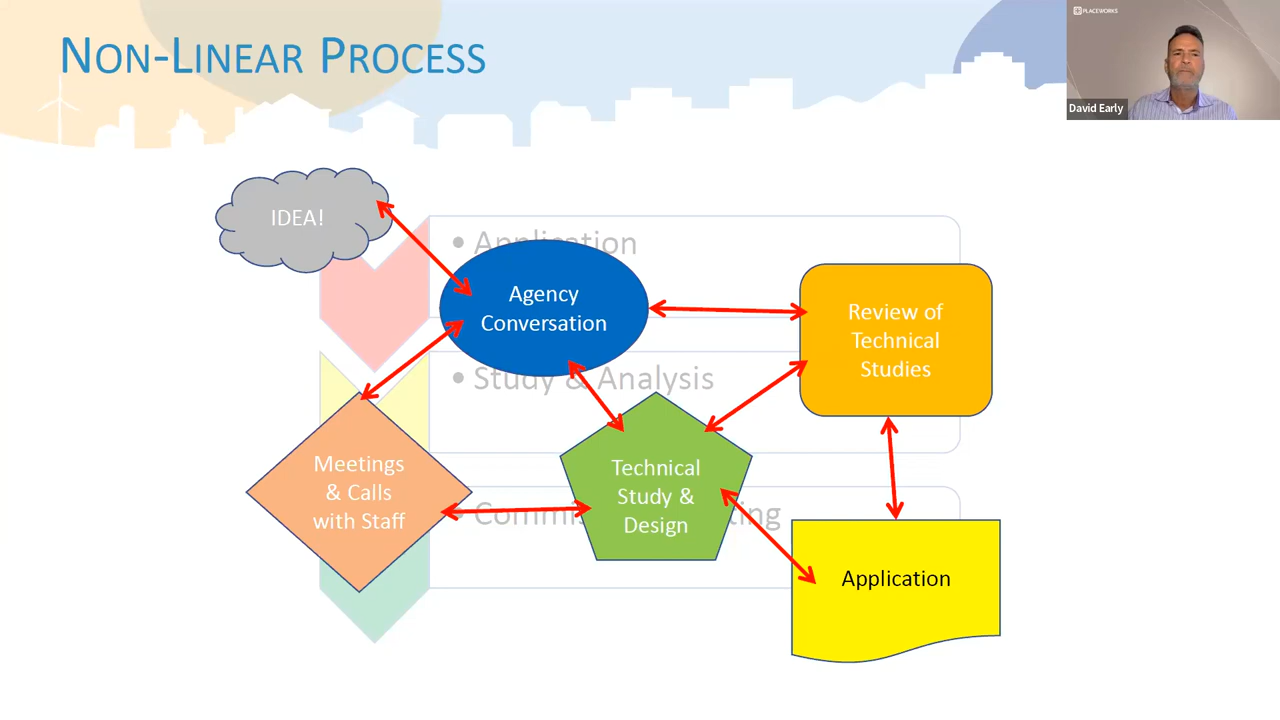 NON-LINEAR PROCESS
PLACEWORKS
David Early
IDEA!
• Application
Agency
Conversation
Review of
Technical
Studies
• Study & Analysis
Meetings
& Calls
with Staff
Technical
Study &
Design
Application